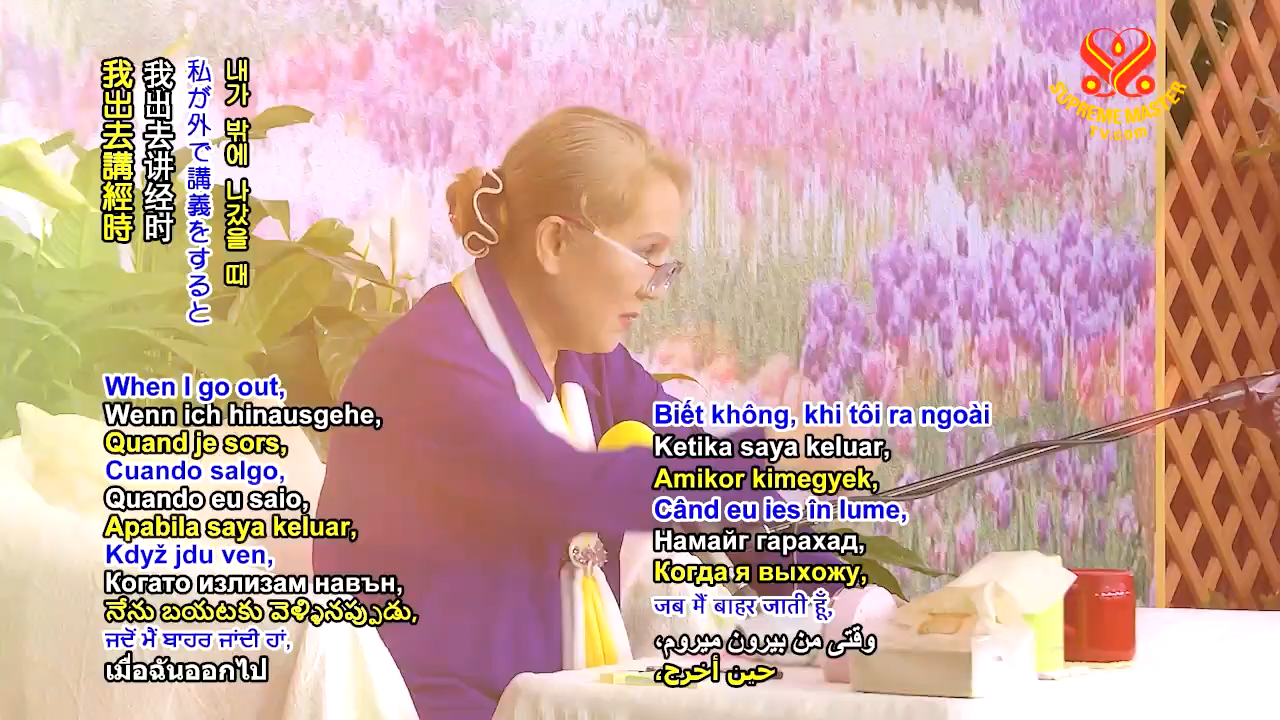 我出去講經時
我出去讲经时
私が外で講義をすると
내가 밖에 나갔을 때
SUPREME MASTER
TV.com
When I go out,
Wenn ich hinausgehe,
Quand je sors,
Cuando salgo,
Quando eu saio,
Apabila saya keluar,
Když jdu ven,
Когато излизам навън,
నేను బయటకు వెళ్ళినప్పుడు,
ਜਦੋਂ ਮੈਂ ਬਾਹਰ ਜਾਂਦੀ ਹਾਂ,
เมื่อฉันออกไป
Biết không, khi tôi ra ngoài
Ketika saya keluar,
Amikor kimegyek,
Când eu ies în lume,
Намайг гарахад,
Когда я выхожу,
जब मैं बाहर जाती हूँ,
وقتی من بیرون میروم،
حين أخرج،